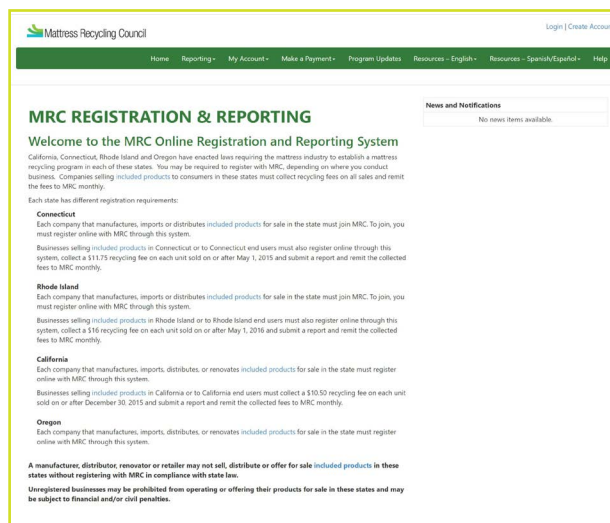 Mattress Recycling Council
Login | Create Accou
Home Reporting My Account Make a Payment Program Updates Resources – English Resources – Spanish/Español Help
MRC REGISTRATION & REPORTING
News and Notifications
No news items available.
Welcome to the MRC Online Registration and Reporting System
California, Connecticut, Rhode Island and Oregon have enacted laws requiring the mattress industry to establish a mattress
recycling program in each of these states. You may be required to register with MRC, depending on where you conduct
business. Companies selling included products to consumers in these states must collect recycling fees on all sales and remit
the fees to MRC monthly.
Each state has different registration requirements:
Connecticut
Each company that manufactures, imports or distributes included products for sale in the state must join MRC. To join, you
must register online with MRC through this system.
Businesses selling included products in Connecticut or to Connecticut end users must also register online through this
system, collect a $11.75 recycling fee on each unit sold on or after May 1, 2015 and submit a report and remit the collected
fees to MRC monthly.
Rhode Island
Each company that manufactures, imports or distributes included products for sale in the state must join MRC. To join, you
must register online with MRC through this system.
Businesses selling included products in Rhode Island or to Rhode Island end users must also register online through this
system, collect a $16 recycling fee on each unit sold on or after May 1, 2016 and submit a report and remit the collected
fees to MRC monthly.
California
Each company that manufactures, imports, distributes, or renovates included products for sale in the state must register
online with MRC through this system.
Businesses selling included products in California or to California end users must collect a $10.50 recycling fee on each unit
sold on or after December 30, 2015 and submit a report and remit the collected fees to MRC monthly.
Oregon
Each company that manufactures, imports, distributes, or renovates included products for sale in the state must register
online with MRC through this system.
A manufacturer, distributor, renovator or retailer may not sell, distribute or offer for sale included products in these
states without registering with MRC in compliance with state law.
Unregistered businesses may be prohibited from operating or offering their products for sale in these states and may
be subject to financial and/or civil penalties.